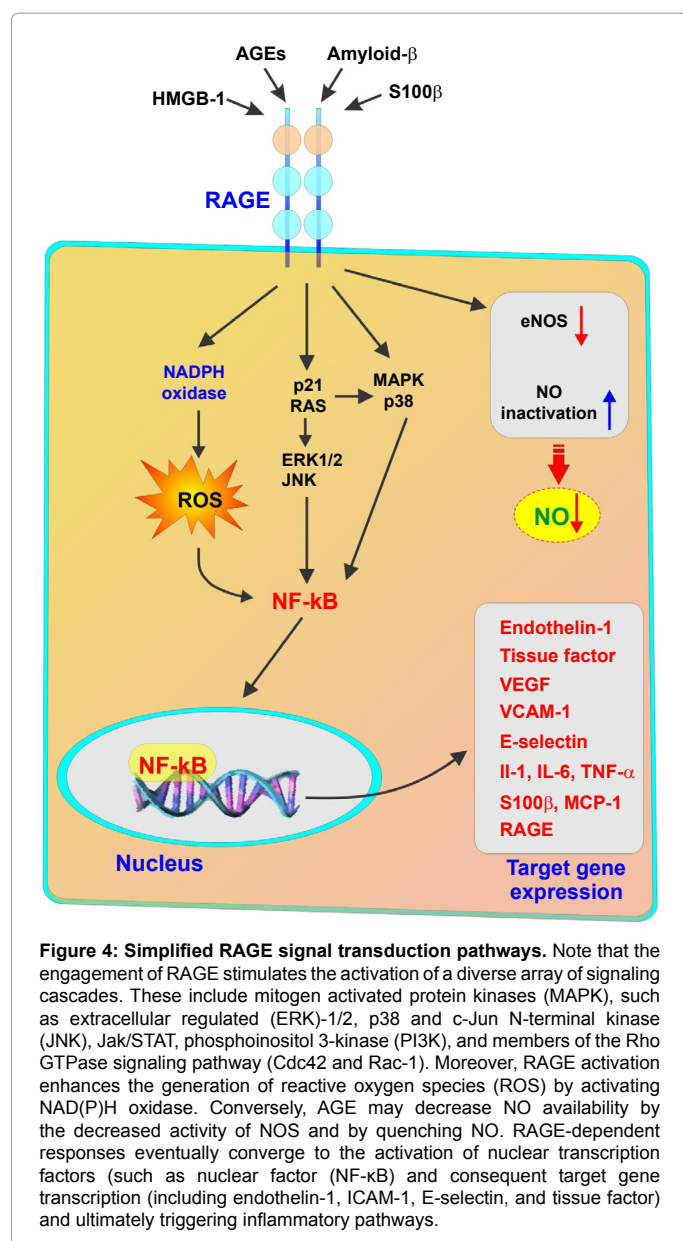 AGEs
Amyloid-β
HMGB-1
S100β
RAGE
NADPH
oxidase
p21
RAS
MAPK
p38
eNOS
NO
inactivation
ERK1/2
JNK
ROS
NO
NF-kB
Endothelin-1
Tissue factor
VEGF
VCAM-1
E-selectin
II-1, IL-6, TNF-α
S100β, MCP-1
RAGE
NF-kB
Nucleus
Target gene
expression
Figure 4: Simplified RAGE signal transduction pathways. Note that the
engagement of RAGE stimulates the activation of a diverse array of signaling
cascades. These include mitogen activated protein kinases (MAPK), such
as extracellular regulated (ERK)-1/2, p38 and c-Jun N-terminal kinase
(JNK), Jak/STAT, phosphoinositol 3-kinase (PI3K), and members of the Rho
GTPase signaling pathway (Cdc42 and Rac-1). Moreover, RAGE activation
enhances the generation of reactive oxygen species (ROS) by activating
NAD(P)H oxidase. Conversely, AGE may decrease NO availability by
the decreased activity of NOS and by quenching NO. RAGE-dependent
responses eventually converge to the activation of nuclear transcription
factors (such as nuclear factor (NF-κB) and consequent target gene
transcription (including endothelin-1, ICAM-1, E-selectin, and tissue factor)
and ultimately triggering inflammatory pathways.